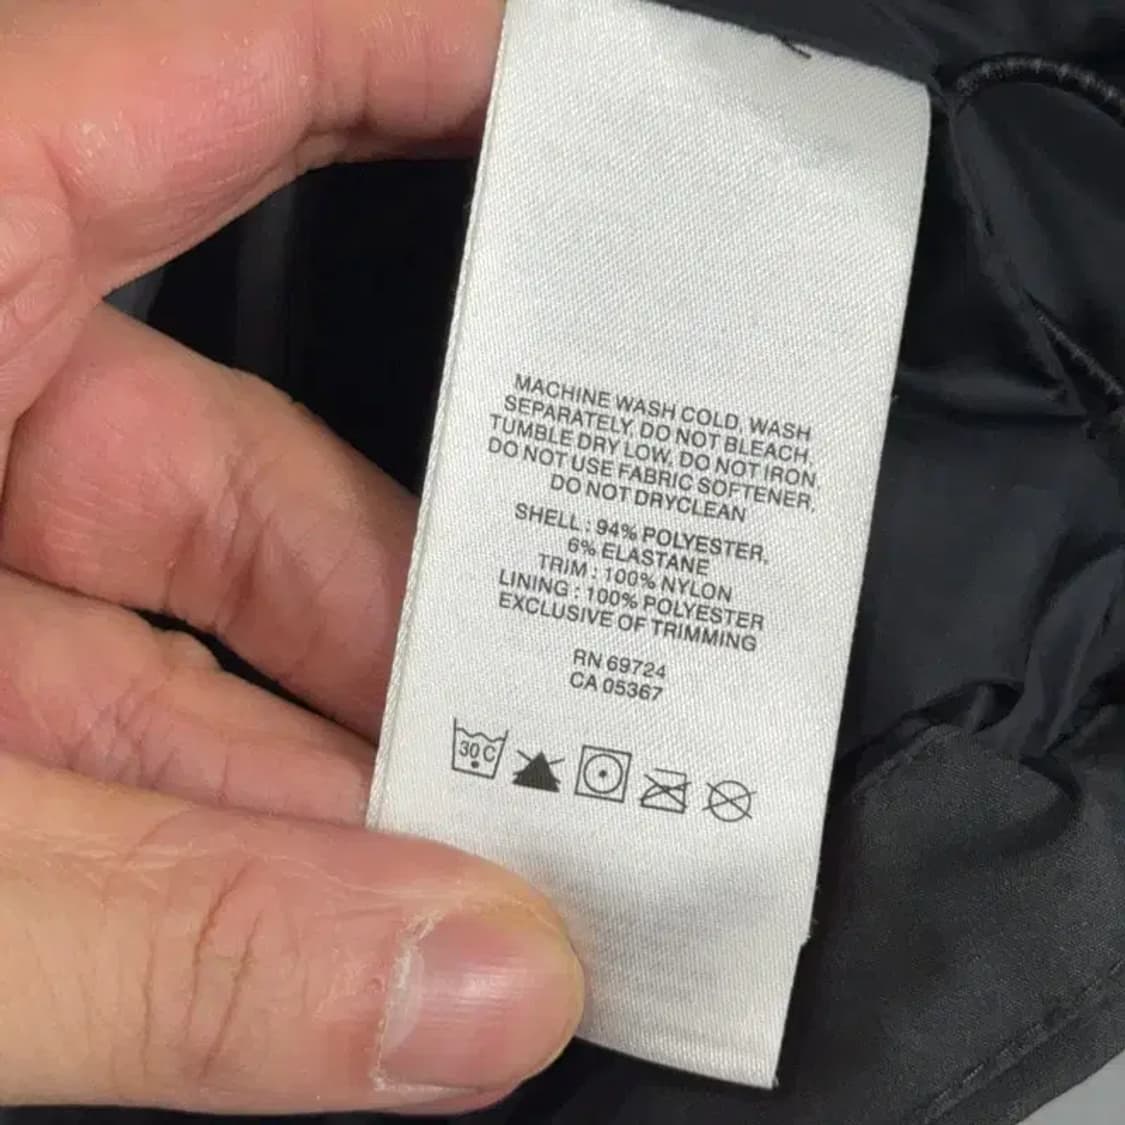 MACHINE WASH COLD, WASH
SEPARATELY, DO NOT BLEACH,
TUMBLE DRY LOW, DO NOT IRON,
DO NOT USE FABRIC SOFTENER,
DO NOT DRYCLEAN
SHELL : 94% POLYESTER,
6% ELASTANE
TRIM : 100% NYLON
LINING : 100% POLYESTER
EXCLUSIVE OF TRIMMING
RN 69724
CA 05367
30 C